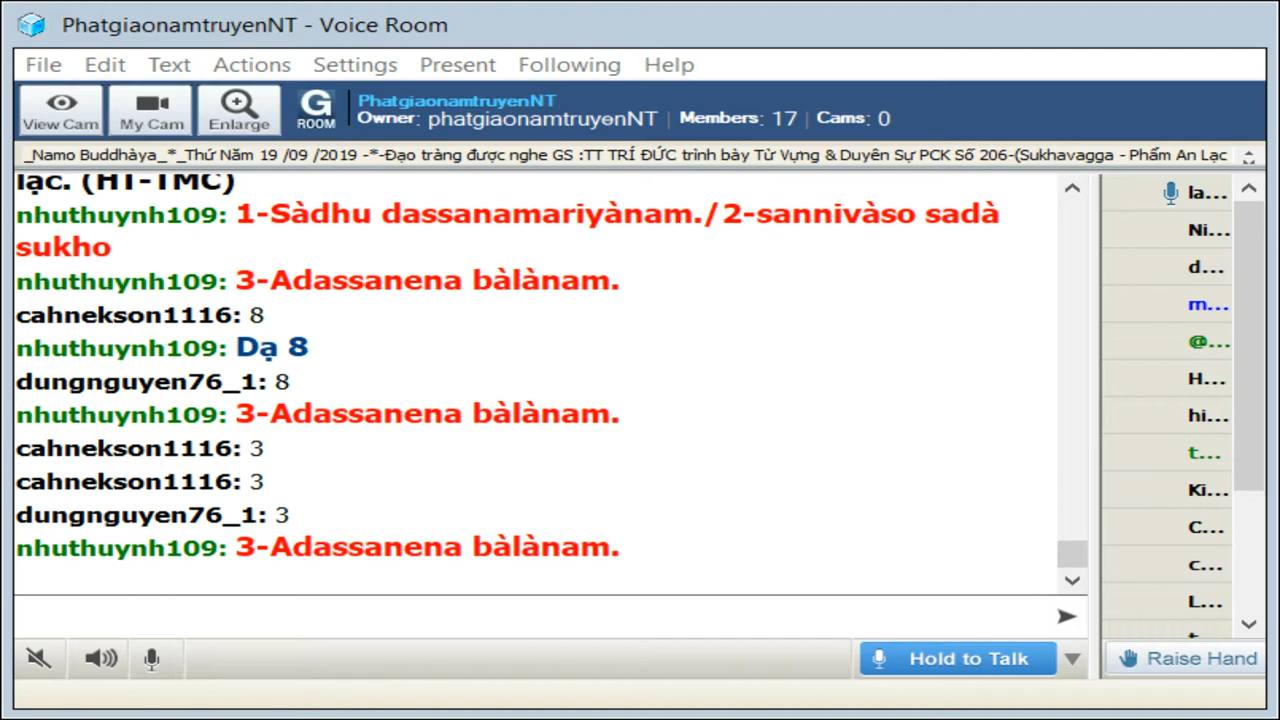 PhatgiaonamtruyenNT - Voice Room
File Edit Text Actions Settings Present Following Help
View Cam My Cam Enlarge G ROOM
PhatgiaonamtruyenNT
Owner: phatgiaonamtruyenNT | Members: 17 | Cams: 0
_Namo Buddhàya_*_Thứ Năm 19 /09 /2019 -*-Đạo tràng được nghe GS :TT TRÍ ĐỨC trình bày Từ Vựng & Duyên Sự PCK Số 206-(Sukhavagga - Phẩm An Lạc
lạc. (HT-TMC)
nhuthuynh109: 1-Sàdhu dassanamariyànam./2-sannivàso sadà
sukho
nhuthuynh109: 3-Adassanena bàlànam.
cahnekson1116: 8
nhuthuynh109: Dạ 8
dungnguyen76_1: 8
nhuthuynh109: 3-Adassanena bàlànam.
cahnekson1116: 3
cahnekson1116: 3
dungnguyen76_1: 3
nhuthuynh109: 3-Adassanena bàlànam.
la...
Ni...
d...
m...
@...
H...
hi...
t...
Ki...
C...
c...
L...
Hold to Talk
Raise Hand